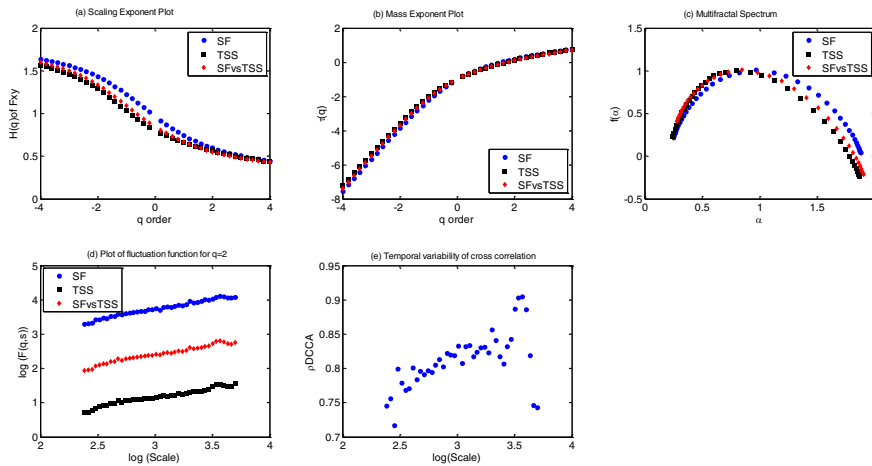 (a) Scaling Exponent Plot
2
1.5
1
0.5
0
-4 -2 0 2 4
H(q)of Fxy
q order
SF
TSS
SFvsTSS
(b) Mass Exponent Plot
2
0
-2
-4
-6
-8
-4 -2 0 2 4
τ(q)
q order
SF
TSS
SFvsTSS
(c) Multifractal Spectrum
1.5
1
0.5
0
-0.5
0 0.5 1 1.5
f(α)
α
SF
TSS
SFvsTSS
(d) Plot of fluctuation function for q=2
5
4
3
2
1
0
2 2.5 3 3.5 4
log (F(q,s))
log (Scale)
SF
TSS
SFvsTSS
(e) Temporal variability of cross correlation
0.95
0.9
0.85
0.8
0.75
0.7
2 2.5 3 3.5 4
ρDCCA
log(Scale)